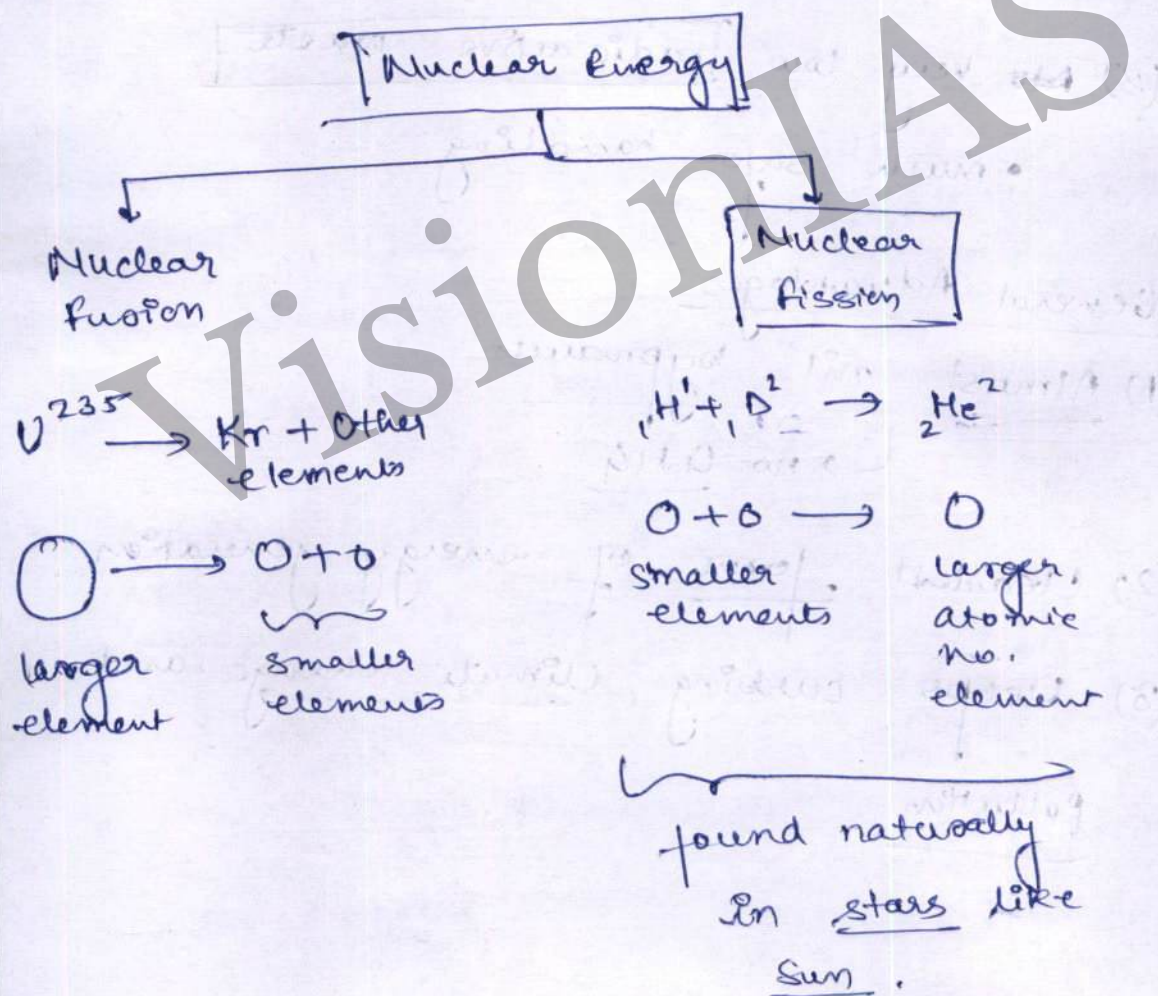 Nuclear Energy
Nuclear
fusion
U²³⁵ → Kr + Other
elements
O → O + O
larger
element
smaller
elements
Nuclear
fission
₁H¹ + ₁D² → ₂He²
O + O → O
smaller
elements
larger
atomic
no.
element
found naturally
in stars like
Sun.
VisionIAS